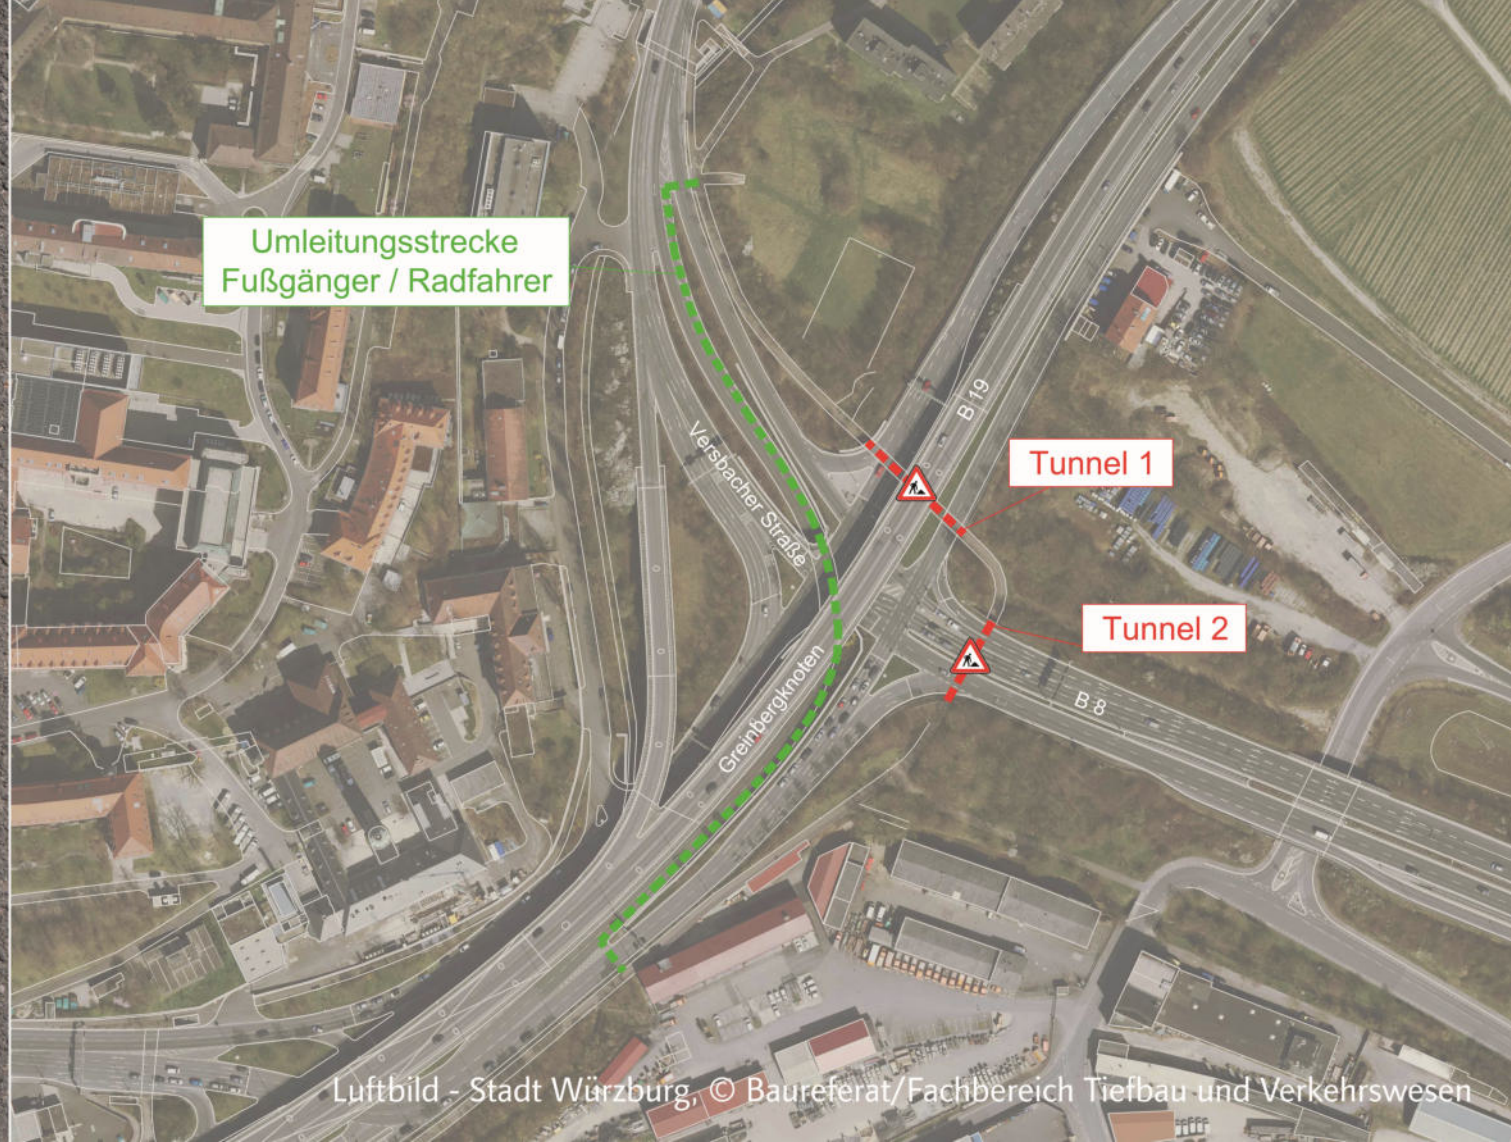 Umleitungsstrecke
Fußgänger / Radfahrer
B 19
Tunnel 1
Versbacher Straße
Tunnel 2
Greinbergknoten
B 8
Luftbild - Stadt Würzburg, © Baureferat/Fachbereich Tiefbau und Verkehrswesen